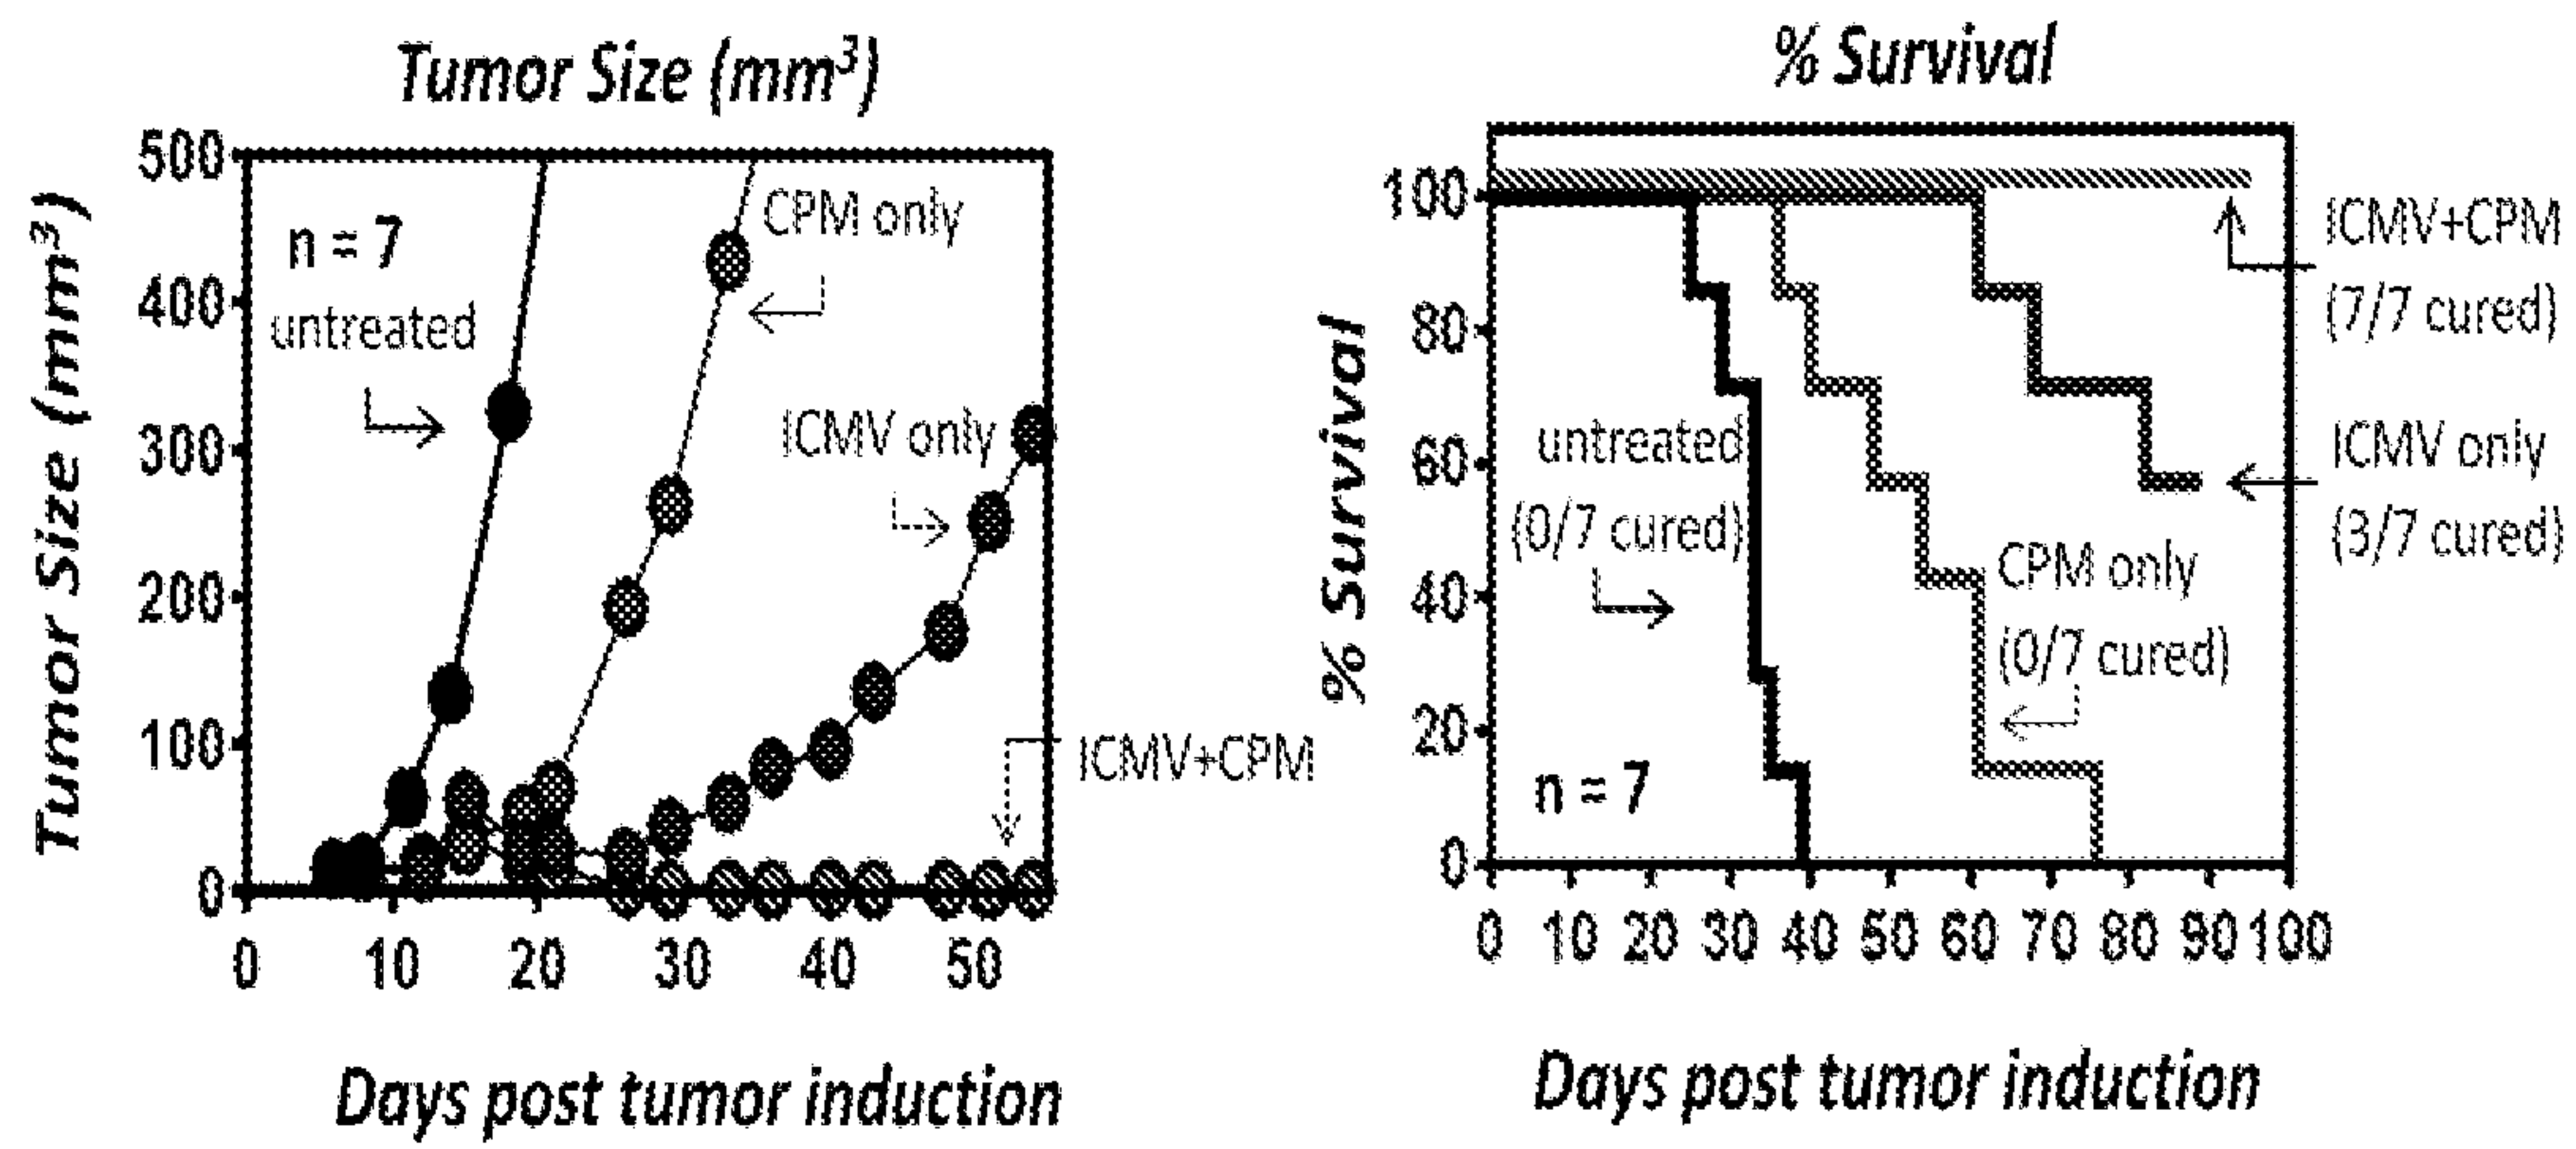 Tumor Size (mm³)
Tumor Size (mm³)
500
400
300
200
100
0
n = 7
untreated
CPM only
ICMV only
ICMV+CPM
0 10 20 30 40 50
Days post tumor induction
% Survival
% Survival
100
80
60
40
20
0
untreated
(0/7 cured)
n = 7
CPM only
(0/7 cured)
ICMV+CPM
(7/7 cured)
ICMV only
(3/7 cured)
0 10 20 30 40 50 60 70 80 90 100
Days post tumor induction